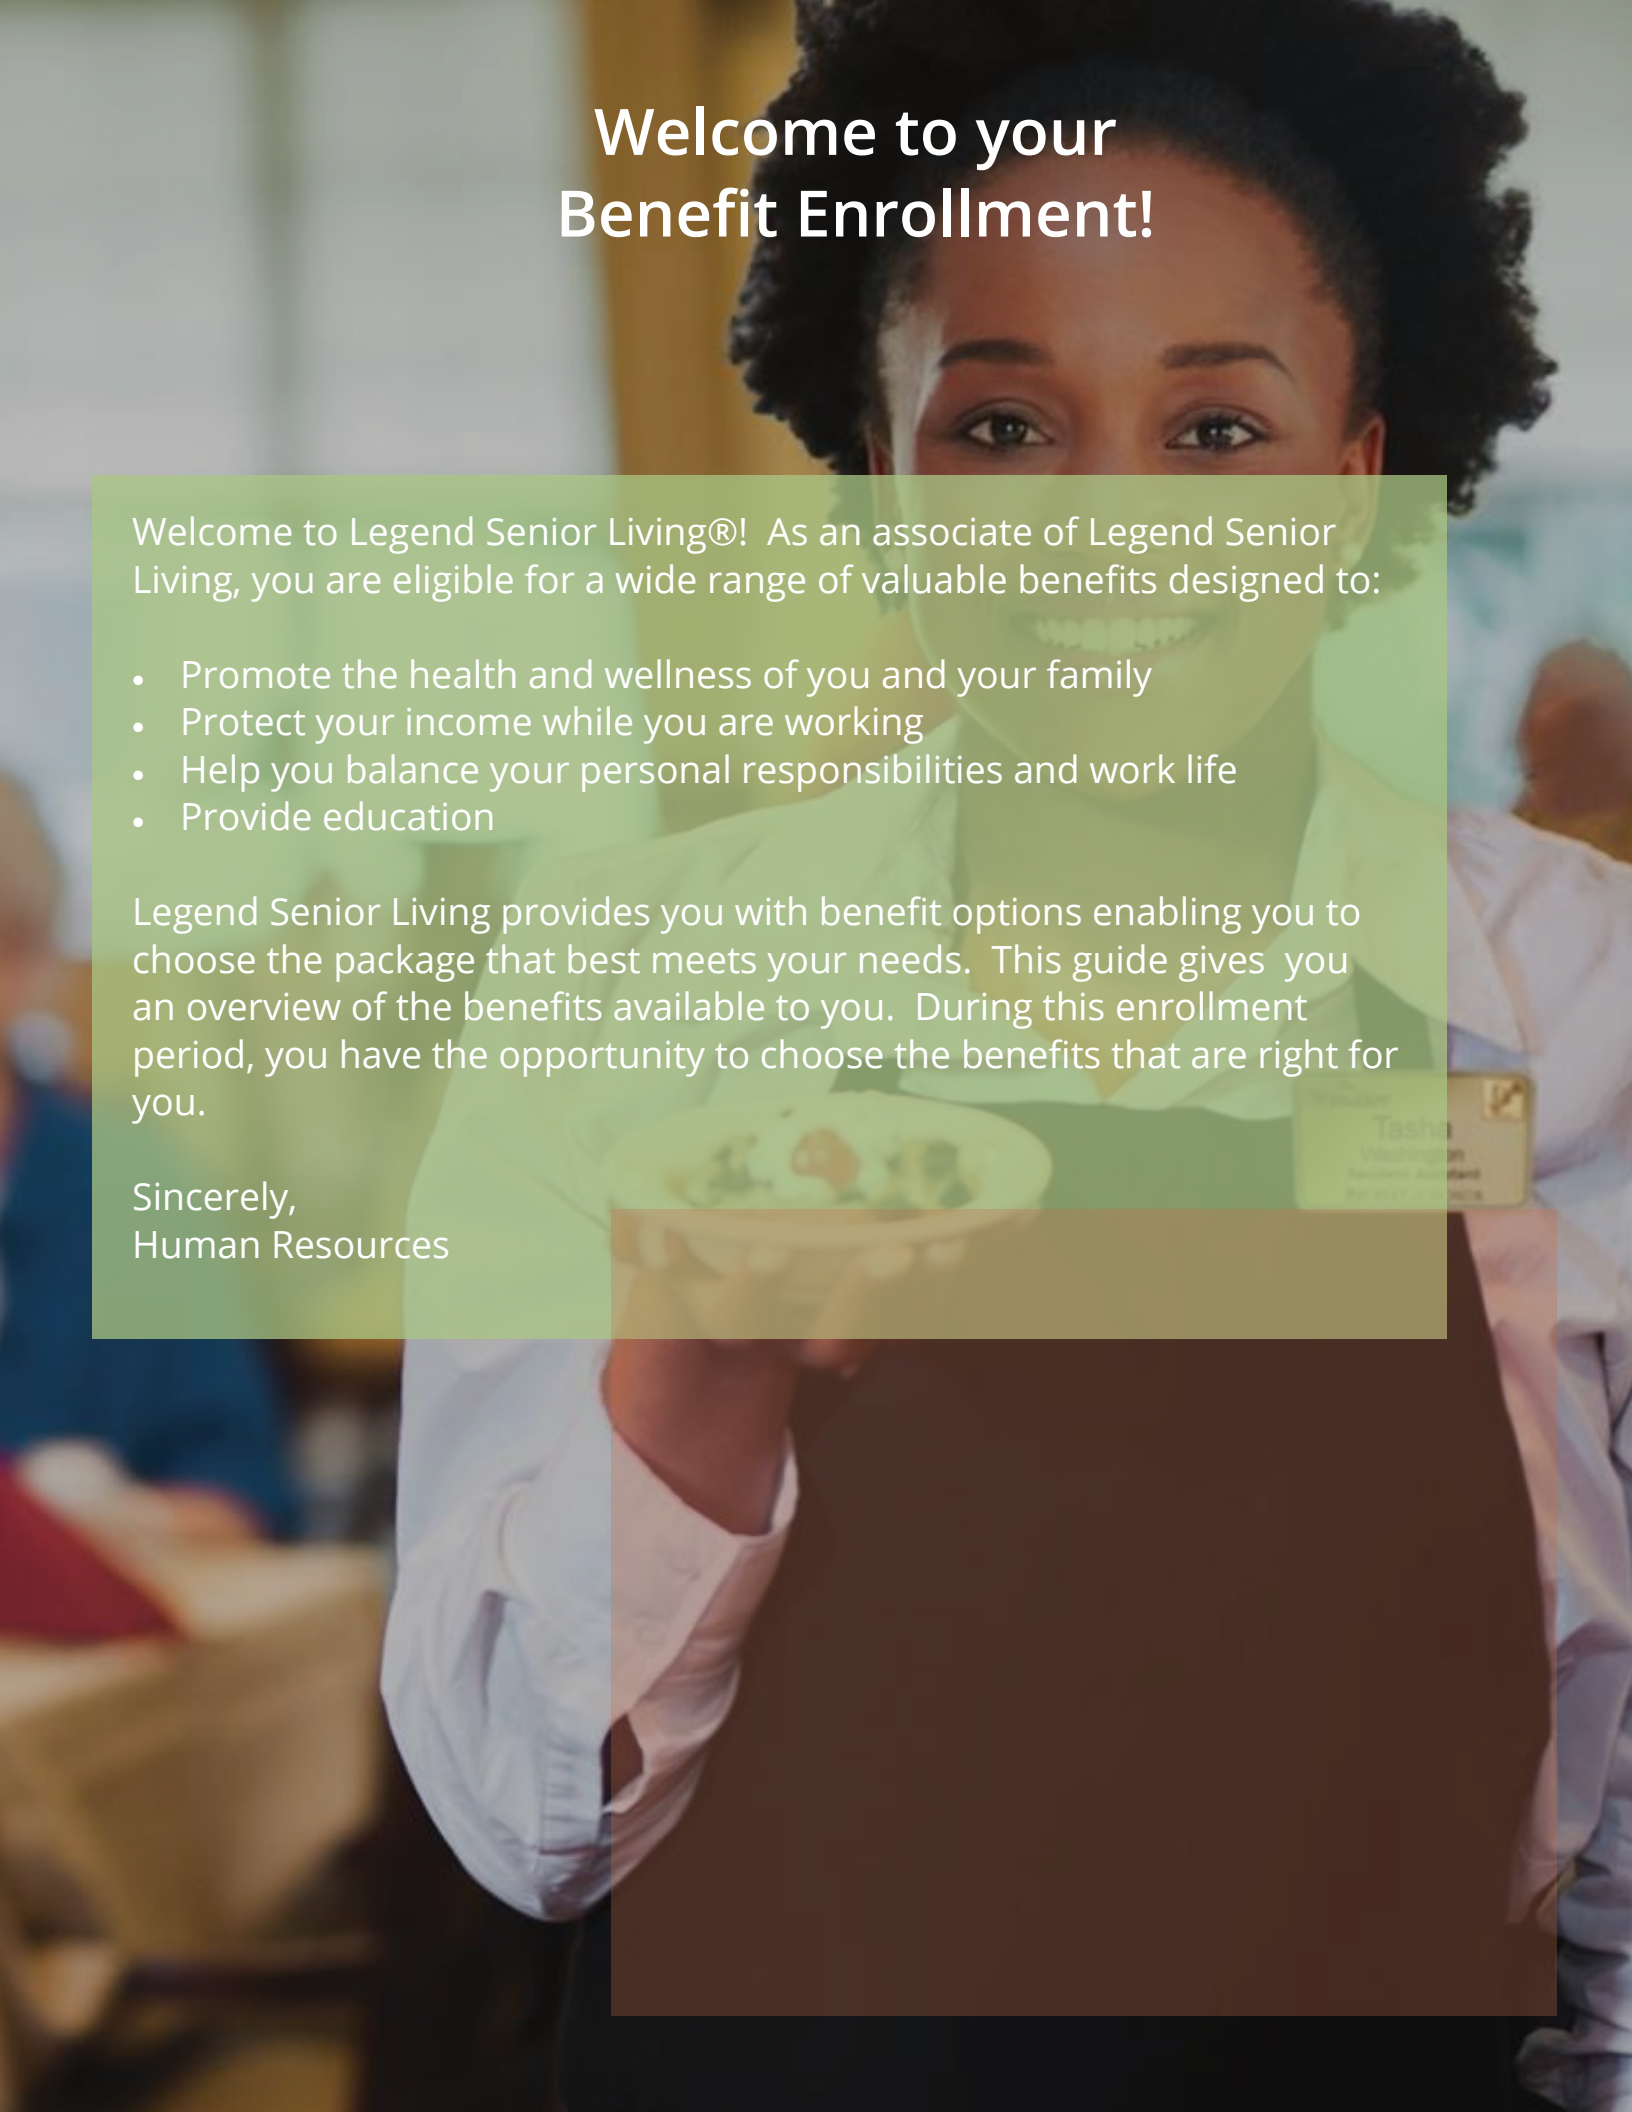 Welcome to your
Benefit Enrollment!
Welcome to Legend Senior Living®!  As an associate of Legend Senior
Living, you are eligible for a wide range of valuable benefits designed to:
• Promote the health and wellness of you and your family
• Protect your income while you are working
• Help you balance your personal responsibilities and work life
• Provide education
Legend Senior Living provides you with benefit options enabling you to
choose the package that best meets your needs.  This guide gives  you
an overview of the benefits available to you.  During this enrollment
period, you have the opportunity to choose the benefits that are right for
you.
Sincerely,
Human Resources
Windsor
Tasha
Washington
Resident Assistant